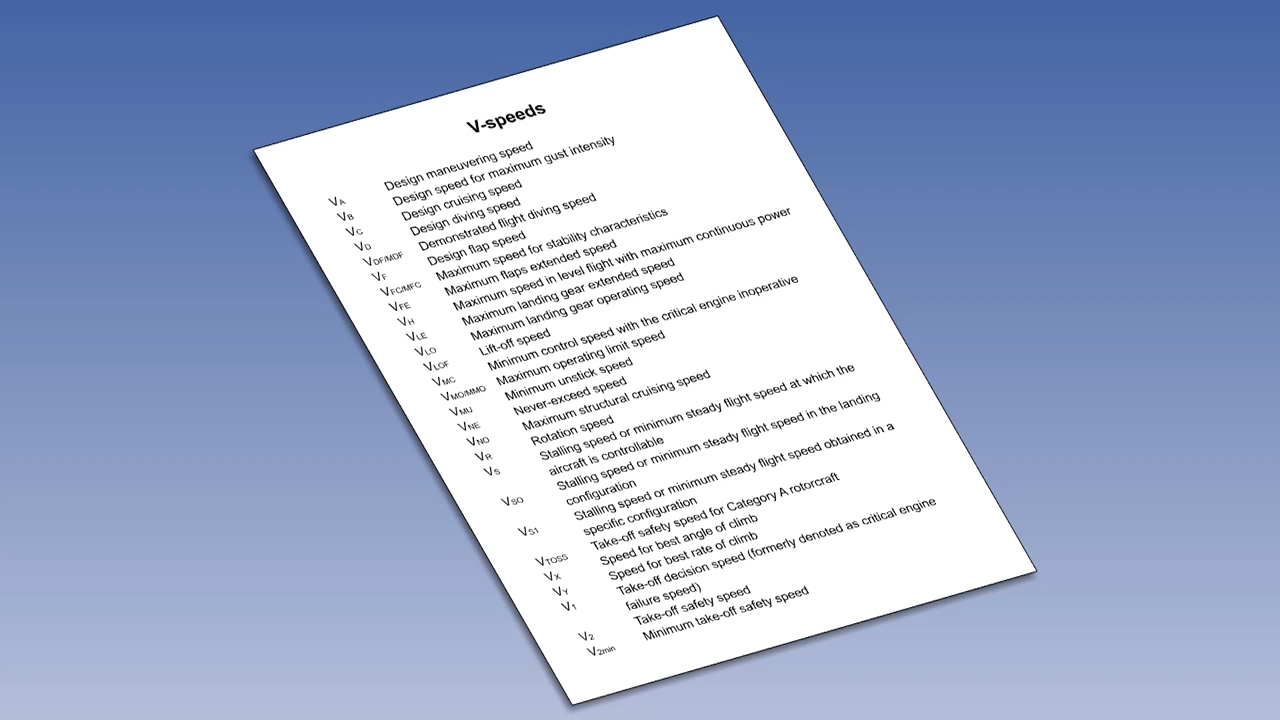 V-speeds
VA Design maneuvering speed
VB Design speed for maximum gust intensity
VC Design cruising speed
VD Design diving speed
VDF/MDF Demonstrated flight diving speed
VF Design flap speed
VFC/MFC Maximum speed for stability characteristics
VFE Maximum flaps extended speed
VH Maximum speed in level flight with maximum continuous power
VLE Maximum landing gear extended speed
VLO Maximum landing gear operating speed
VLOF Lift-off speed
VMC Minimum control speed with the critical engine inoperative
VMO/MMO Maximum operating limit speed
VMU Minimum unstick speed
VNE Never-exceed speed
VNO Maximum structural cruising speed
VR Rotation speed
VS Stalling speed or minimum steady flight speed at which the
aircraft is controllable
VSO Stalling speed or minimum steady flight speed in the landing
configuration
VS1 Stalling speed or minimum steady flight speed obtained in a
specific configuration
VTOSS Take-off safety speed for Category A rotorcraft
VX Speed for best angle of climb
VY Speed for best rate of climb
V1 Take-off decision speed (formerly denoted as critical engine
failure speed)
V2 Take-off safety speed
V2min Minimum take-off safety speed